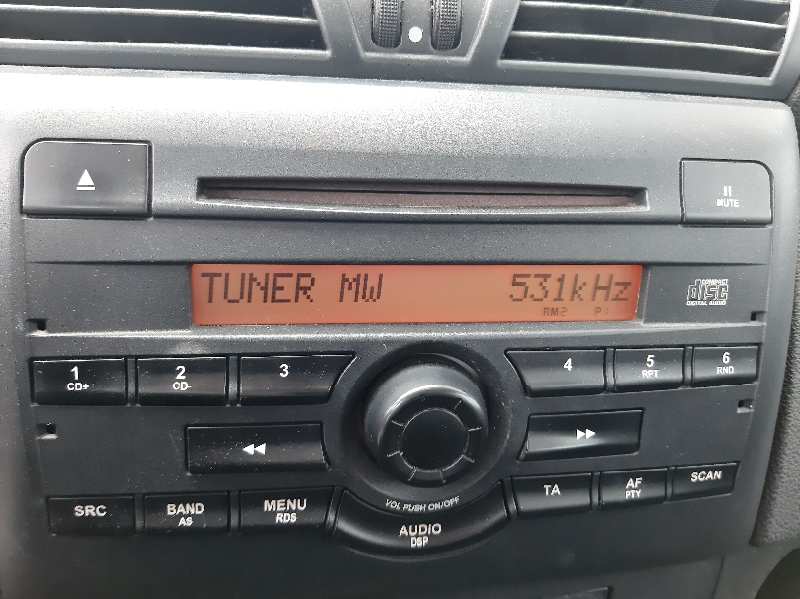 MUTE
TUNER MW 531kHz
RM2 P
COMPACT
disc
DIGITAL AUDIO
1
CD+
2
CD-
3
4
5
RPT
6
RND
VOL PUSH ON/OFF
SRC
BAND
AS
MENU
RDS
AUDIO
DSP
TA
AF
PTY
SCAN